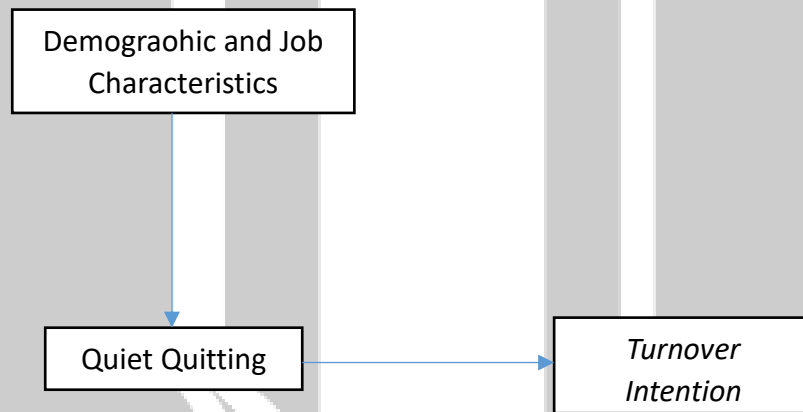 Demograohic and Job
Characteristics
Quiet Quitting
Turnover
Intention